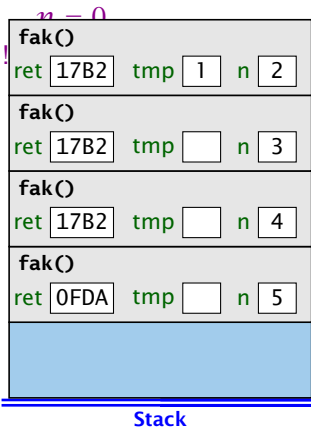 n = 0
!
fak()
ret 17B2 tmp 1 n 2
fak()
ret 17B2 tmp n 3
fak()
ret 17B2 tmp n 4
fak()
ret 0FDA tmp n 5
Stack